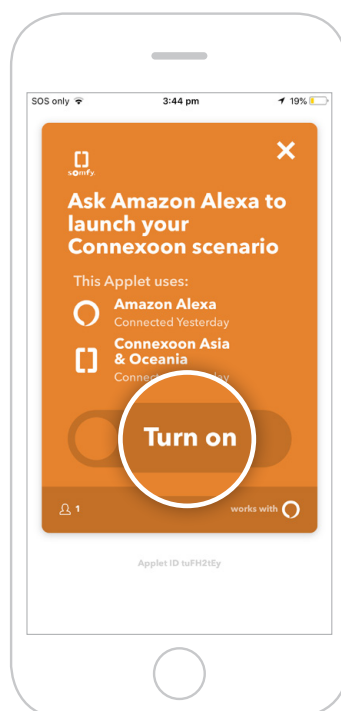 SOS only 3:44 pm 19%
somfy.
Ask Amazon Alexa to
launch your
Connexoon scenario
This Applet uses:
Amazon Alexa
Connected Yesterday
Connexoon Asia
& Oceania
Turn on
1 works with
Applet ID tuFH2tEy